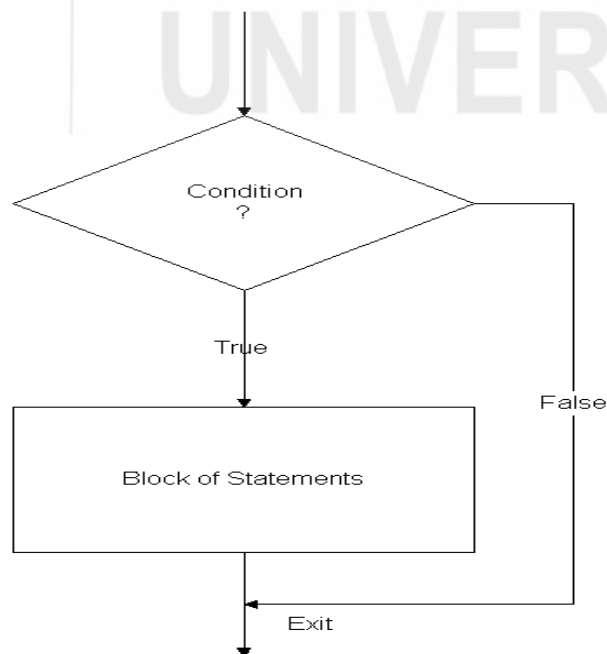 UNIVER
Condition
?
True
False
Block of Statements
Exit